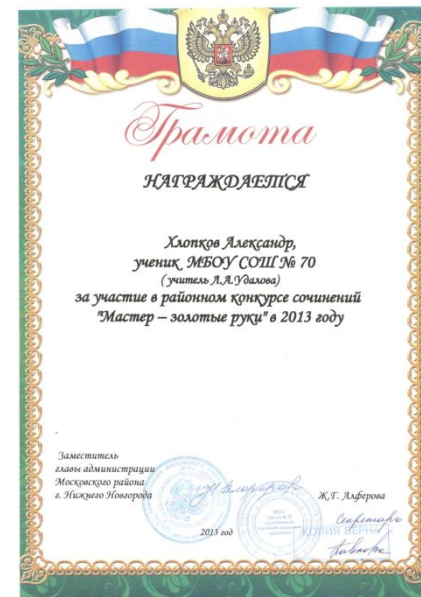 Грамота
НАГРАЖДАЕТСЯ
Хлопков Александр,
ученик МБОУ СОШ № 70
( учитель Л.А.Удалова)
за участие в районном конкурсе сочинений
"Мастер – золотые руки" в 2013 году
Заместитель
главы администрации
Московского района
г. Нижнего Новгорода
Ж.Г. Алферова
2013 год
Секретарь
КОПИЯ ВЕРНА